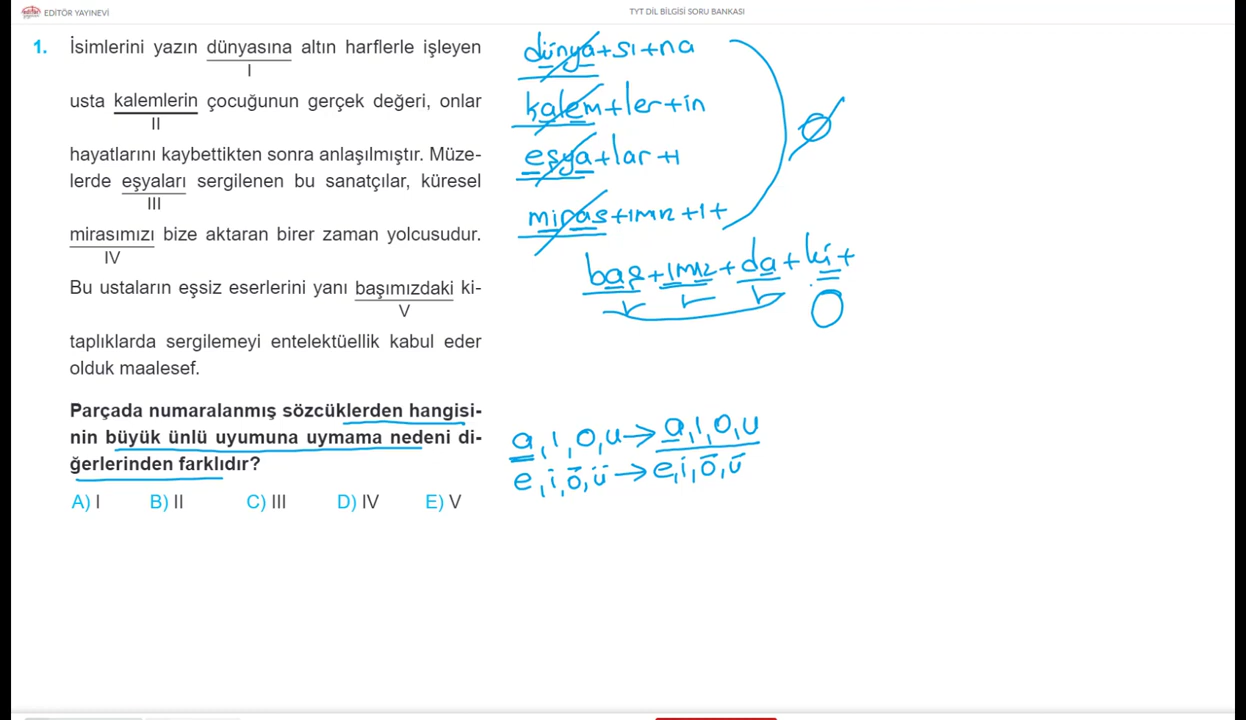 EDİTÖR YAYINEVİ
TYT DİL BİLGİSİ SORU BANKASI
1. İsimlerini yazın dünyasına altın harflerle işleyen
I
usta kalemlerin çocuğunun gerçek değeri, onlar
II
hayatlarını kaybettikten sonra anlaşılmıştır. Müze-
lerde eşyaları sergilenen bu sanatçılar, küresel
III
mirasımızı bize aktaran birer zaman yolcusudur.
IV
Bu ustaların eşsiz eserlerini yanı başımızdaki ki-
V
taplıklarda sergilemeyi entelektüellik kabul eder
olduk maalesef.
Parçada numaralanmış sözcüklerden hangisi-
nin büyük ünlü uyumuna uymama nedeni di-
ğerlerinden farklıdır?
A) I B) II C) III D) IV E) V
dünya+sı+na
kalem+ler+in
eşya+lar+ı
miras+ımız+ı+
baş+ımız+da+ki+
a, ı, o, u→a, ı, o, u
e, i, ö, ü→e, i, ö, ü